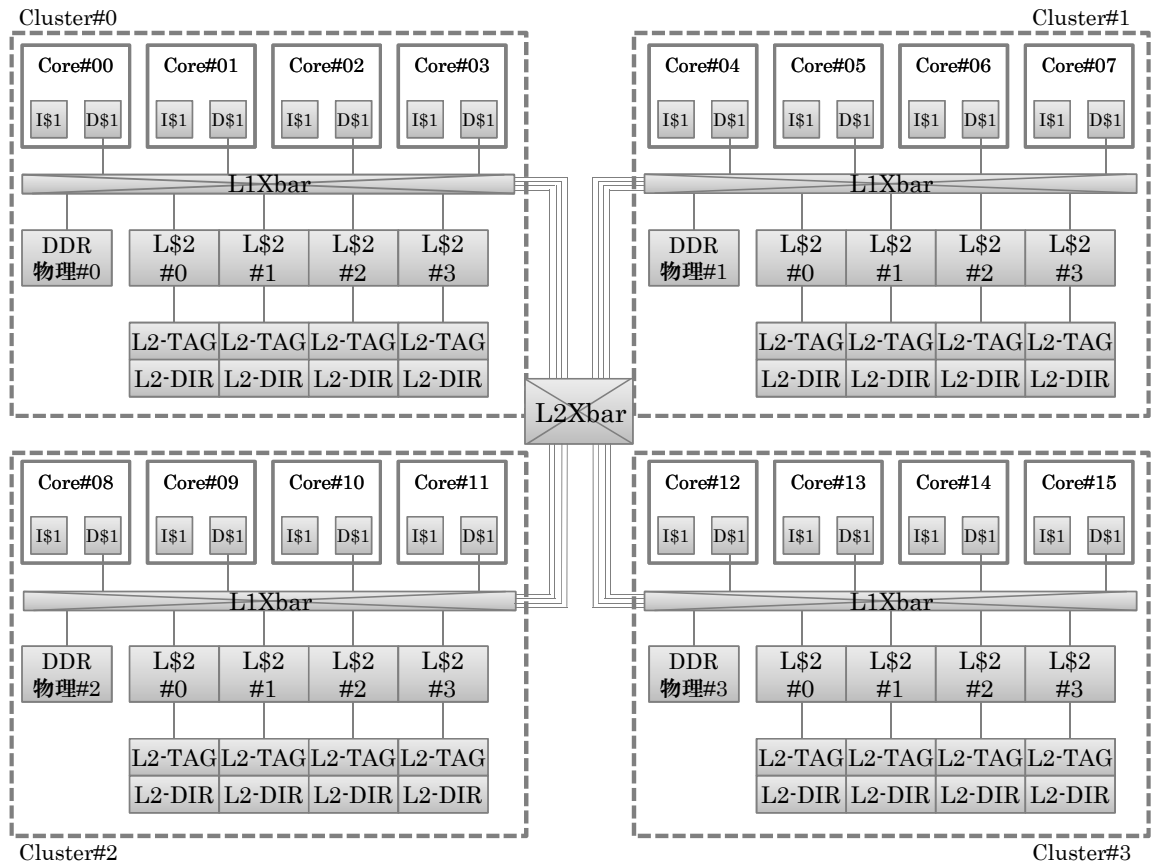 Cluster#0
Core#00 Core#01 Core#02 Core#03
I$1 D$1 I$1 D$1 I$1 D$1 I$1 D$1
L1Xbar
DDR L$2 L$2 L$2 L$2
物理#0 #0 #1 #2 #3
L2-TAG L2-TAG L2-TAG L2-TAG
L2-DIR L2-DIR L2-DIR L2-DIR
Cluster#1
Core#04 Core#05 Core#06 Core#07
I$1 D$1 I$1 D$1 I$1 D$1 I$1 D$1
L1Xbar
DDR L$2 L$2 L$2 L$2
物理#1 #0 #1 #2 #3
L2-TAG L2-TAG L2-TAG L2-TAG
L2-DIR L2-DIR L2-DIR L2-DIR
L2Xbar
Core#08 Core#09 Core#10 Core#11
I$1 D$1 I$1 D$1 I$1 D$1 I$1 D$1
L1Xbar
DDR L$2 L$2 L$2 L$2
物理#2 #0 #1 #2 #3
L2-TAG L2-TAG L2-TAG L2-TAG
L2-DIR L2-DIR L2-DIR L2-DIR
Cluster#2
Core#12 Core#13 Core#14 Core#15
I$1 D$1 I$1 D$1 I$1 D$1 I$1 D$1
L1Xbar
DDR L$2 L$2 L$2 L$2
物理#3 #0 #1 #2 #3
L2-TAG L2-TAG L2-TAG L2-TAG
L2-DIR L2-DIR L2-DIR L2-DIR
Cluster#3